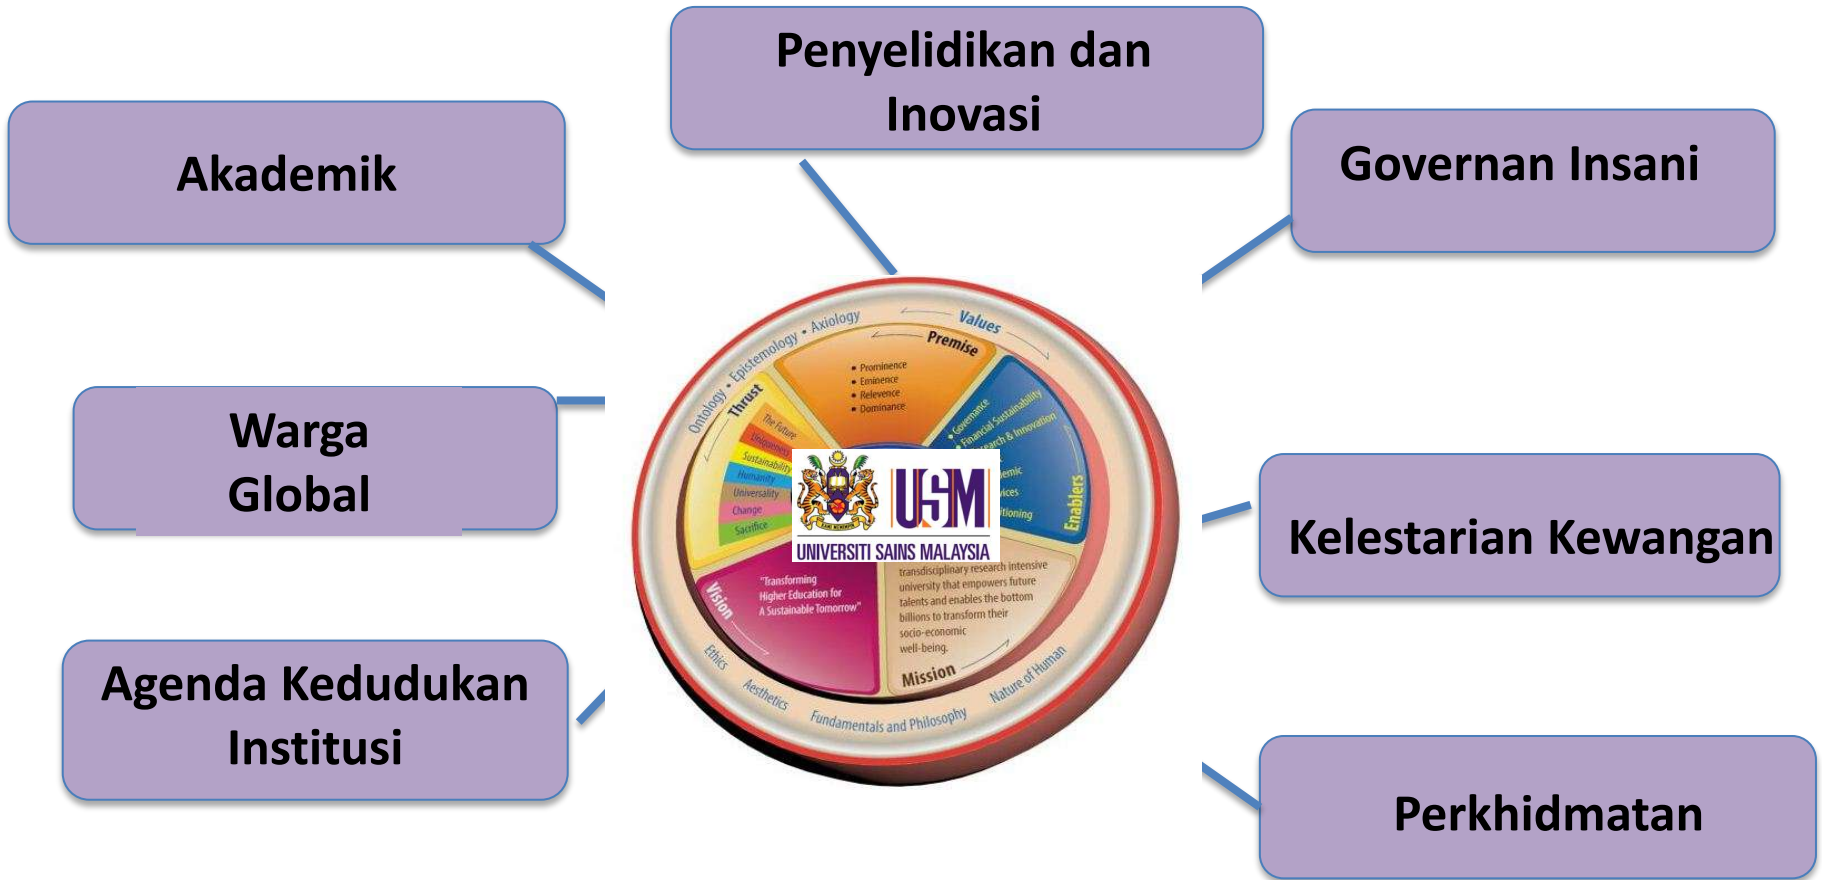 Penyelidikan dan
Inovasi
Akademik
Governan Insani
Warga
Global
Kelestarian Kewangan
Agenda Kedudukan
Institusi
Perkhidmatan
Ontology • Epistemology • Axiology
Values
Premise
• Prominence
• Eminence
• Relevence
• Dominance
Thrust
The Future
Uniqueness
Sustainability
Humanity
Universality
Change
Sacrifice
• Governance
• Financial Sustainability
& Innovation
Enablers
USM
UNIVERSITI SAINS MALAYSIA
Vision
"Transforming
Higher Education for
A Sustainable Tomorrow"
transdisciplinary research intensive
university that empowers future
talents and enables the bottom
billions to transform their
socio-economic
well-being.
Mission
Ethics
Aesthetics
Fundamentals and Philosophy
Nature of Human